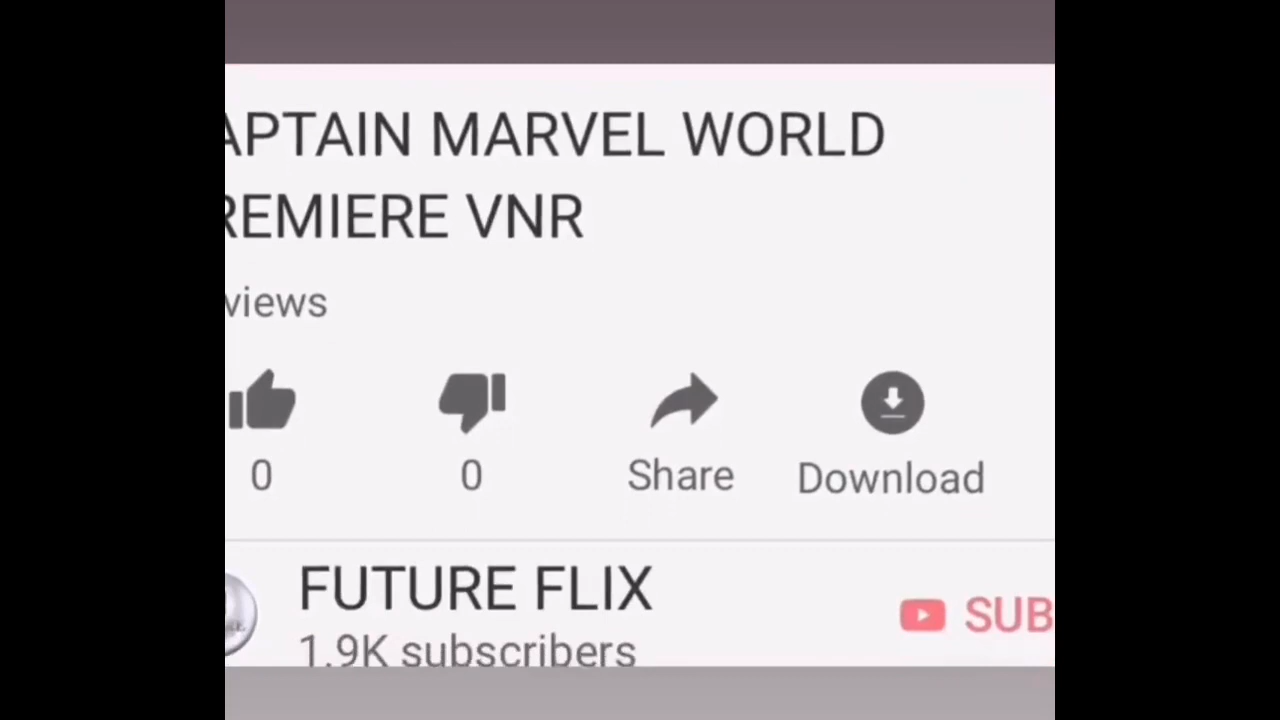 APTAIN MARVEL WORLD
REMIERE VNR
views
0
0
Share
Download
FUTURE FLIX
SUB
1.9K subscribers